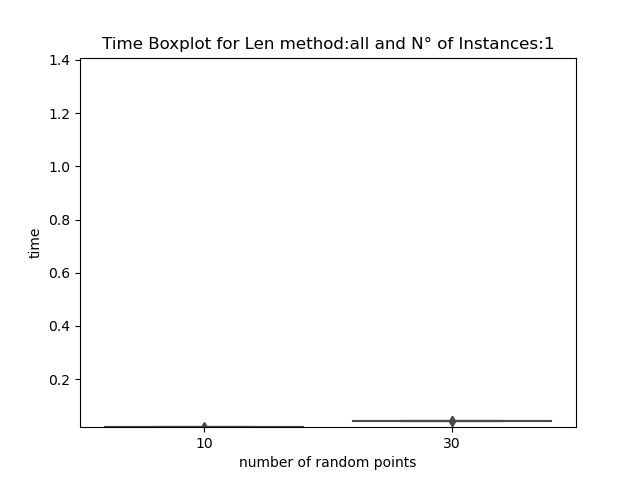 Time Boxplot for Len method:all and N° of Instances:1
1.4
1.2
1.0
0.8
0.6
0.4
0.2
time
10 30
number of random points